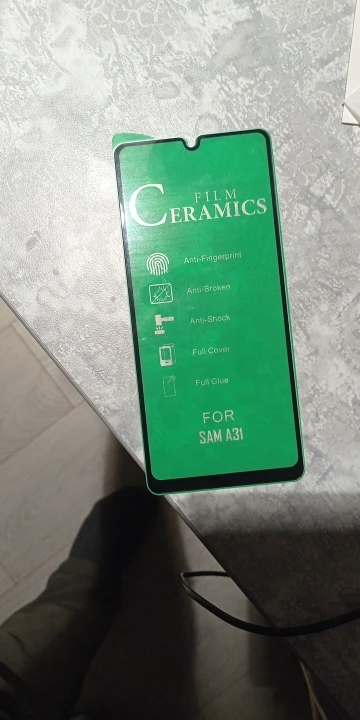 FILM
CERAMICS
Anti-Fingerprint
Anti-Broken
Anti-Shock
Full Cover
Full Glue
FOR
SAM A31